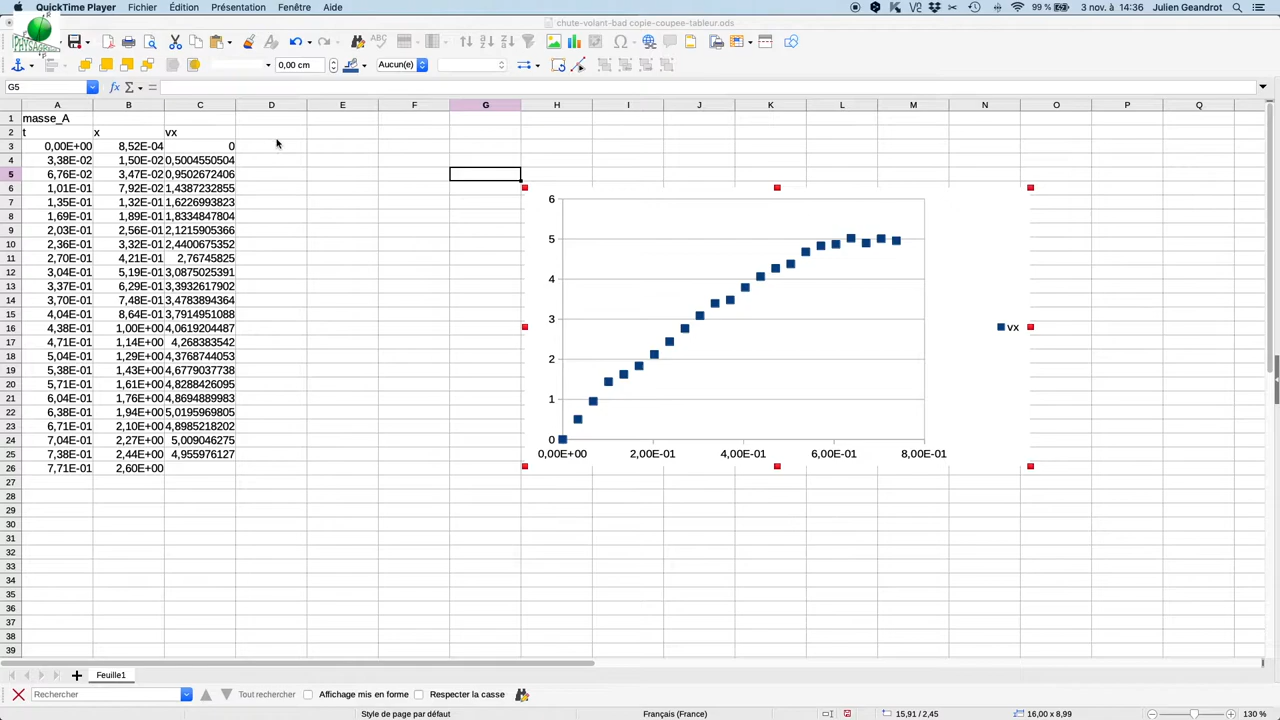 QuickTime Player Fichier Édition Présentation Fenêtre Aide 99 % 3 nov. à 14:36 Julien Geandrot
chute-volant-bad copie-coupee-tableur.ods
0,00 cm Aucun(e)
G5
A B C D E F G H I J K L M N O P Q
1 masse_A
2 t x vx
3 0,00E+00 8,52E-04 0
4 3,38E-02 1,50E-02 0,5004550504
5 6,76E-02 3,47E-02 0,9502672406
6 1,01E-01 7,92E-02 1,4387232855
7 1,35E-01 1,32E-01 1,6226993823
8 1,69E-01 1,89E-01 1,8334847804
9 2,03E-01 2,56E-01 2,1215905366
10 2,36E-01 3,32E-01 2,4400675352
11 2,70E-01 4,21E-01 2,76745825
12 3,04E-01 5,19E-01 3,0875025391
13 3,37E-01 6,29E-01 3,3932617902
14 3,70E-01 7,48E-01 3,4783894364
15 4,04E-01 8,64E-01 3,7914951088
16 4,38E-01 1,00E+00 4,0619204487
17 4,71E-01 1,14E+00 4,268383542
18 5,04E-01 1,29E+00 4,3768744053
19 5,38E-01 1,43E+00 4,6779037738
20 5,71E-01 1,61E+00 4,8288426095
21 6,04E-01 1,76E+00 4,8694889983
22 6,38E-01 1,94E+00 5,0195969805
23 6,71E-01 2,10E+00 4,8985218202
24 7,04E-01 2,27E+00 5,009046275
25 7,38E-01 2,44E+00 4,955976127
26 7,71E-01 2,60E+00
27
28
29
30
31
32
33
34
35
36
37
38
39
6
5
4
3
2
1
0
0,00E+00 2,00E-01 4,00E-01 6,00E-01 8,00E-01
vx
Feuille1
Rechercher Tout rechercher Affichage mis en forme Respecter la casse
Style de page par défaut Français (France) 15,91 / 2,45 16,00 x 8,99 130 %